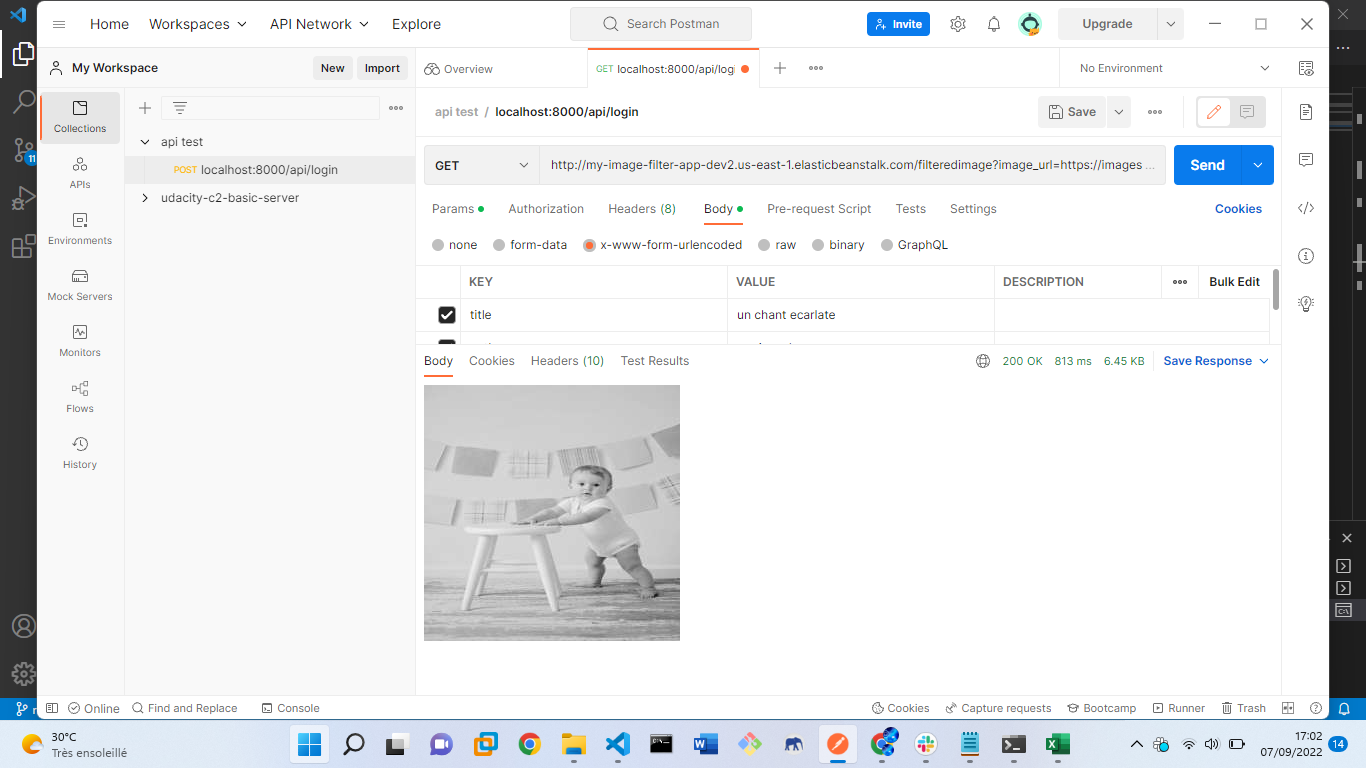 Home Workspaces API Network Explore Search Postman Invite Upgrade
My Workspace New Import
Overview GET localhost:8000/api/logi No Environment
Collections
APIs
Environments
Mock Servers
Monitors
Flows
History
api test
POST localhost:8000/api/login
udacity-c2-basic-server
api test / localhost:8000/api/login Save
GET http://my-image-filter-app-dev2.us-east-1.elasticbeanstalk.com/filteredimage?image_url=https://images ... Send
Params Authorization Headers (8) Body Pre-request Script Tests Settings Cookies
none form-data x-www-form-urlencoded raw binary GraphQL
KEY VALUE DESCRIPTION Bulk Edit
title un chant ecarlate
Body Cookies Headers (10) Test Results 200 OK 813 ms 6.45 KB Save Response
Online Find and Replace Console Cookies Capture requests Bootcamp Runner Trash
11
30°C
Très ensoleillé
17:02
07/09/2022 14